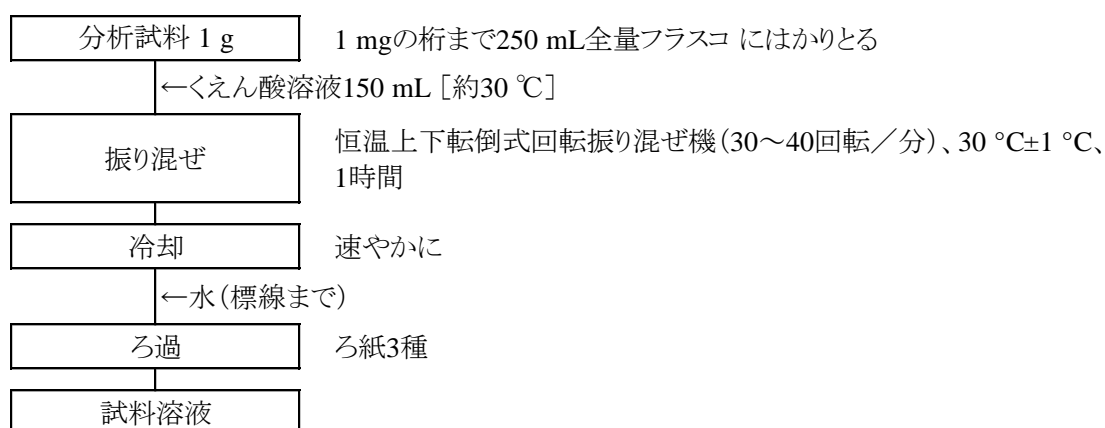 分析試料 1 g
1 mgの桁まで250 mL全量フラスコ にはかりとる
←くえん酸溶液150 mL [約30 ℃]
振り混ぜ
恒温上下転倒式回転振り混ぜ機(30~40回転/分)、30 °C±1 °C、
1時間
冷却
速やかに
←水(標線まで)
ろ過
ろ紙3種
試料溶液